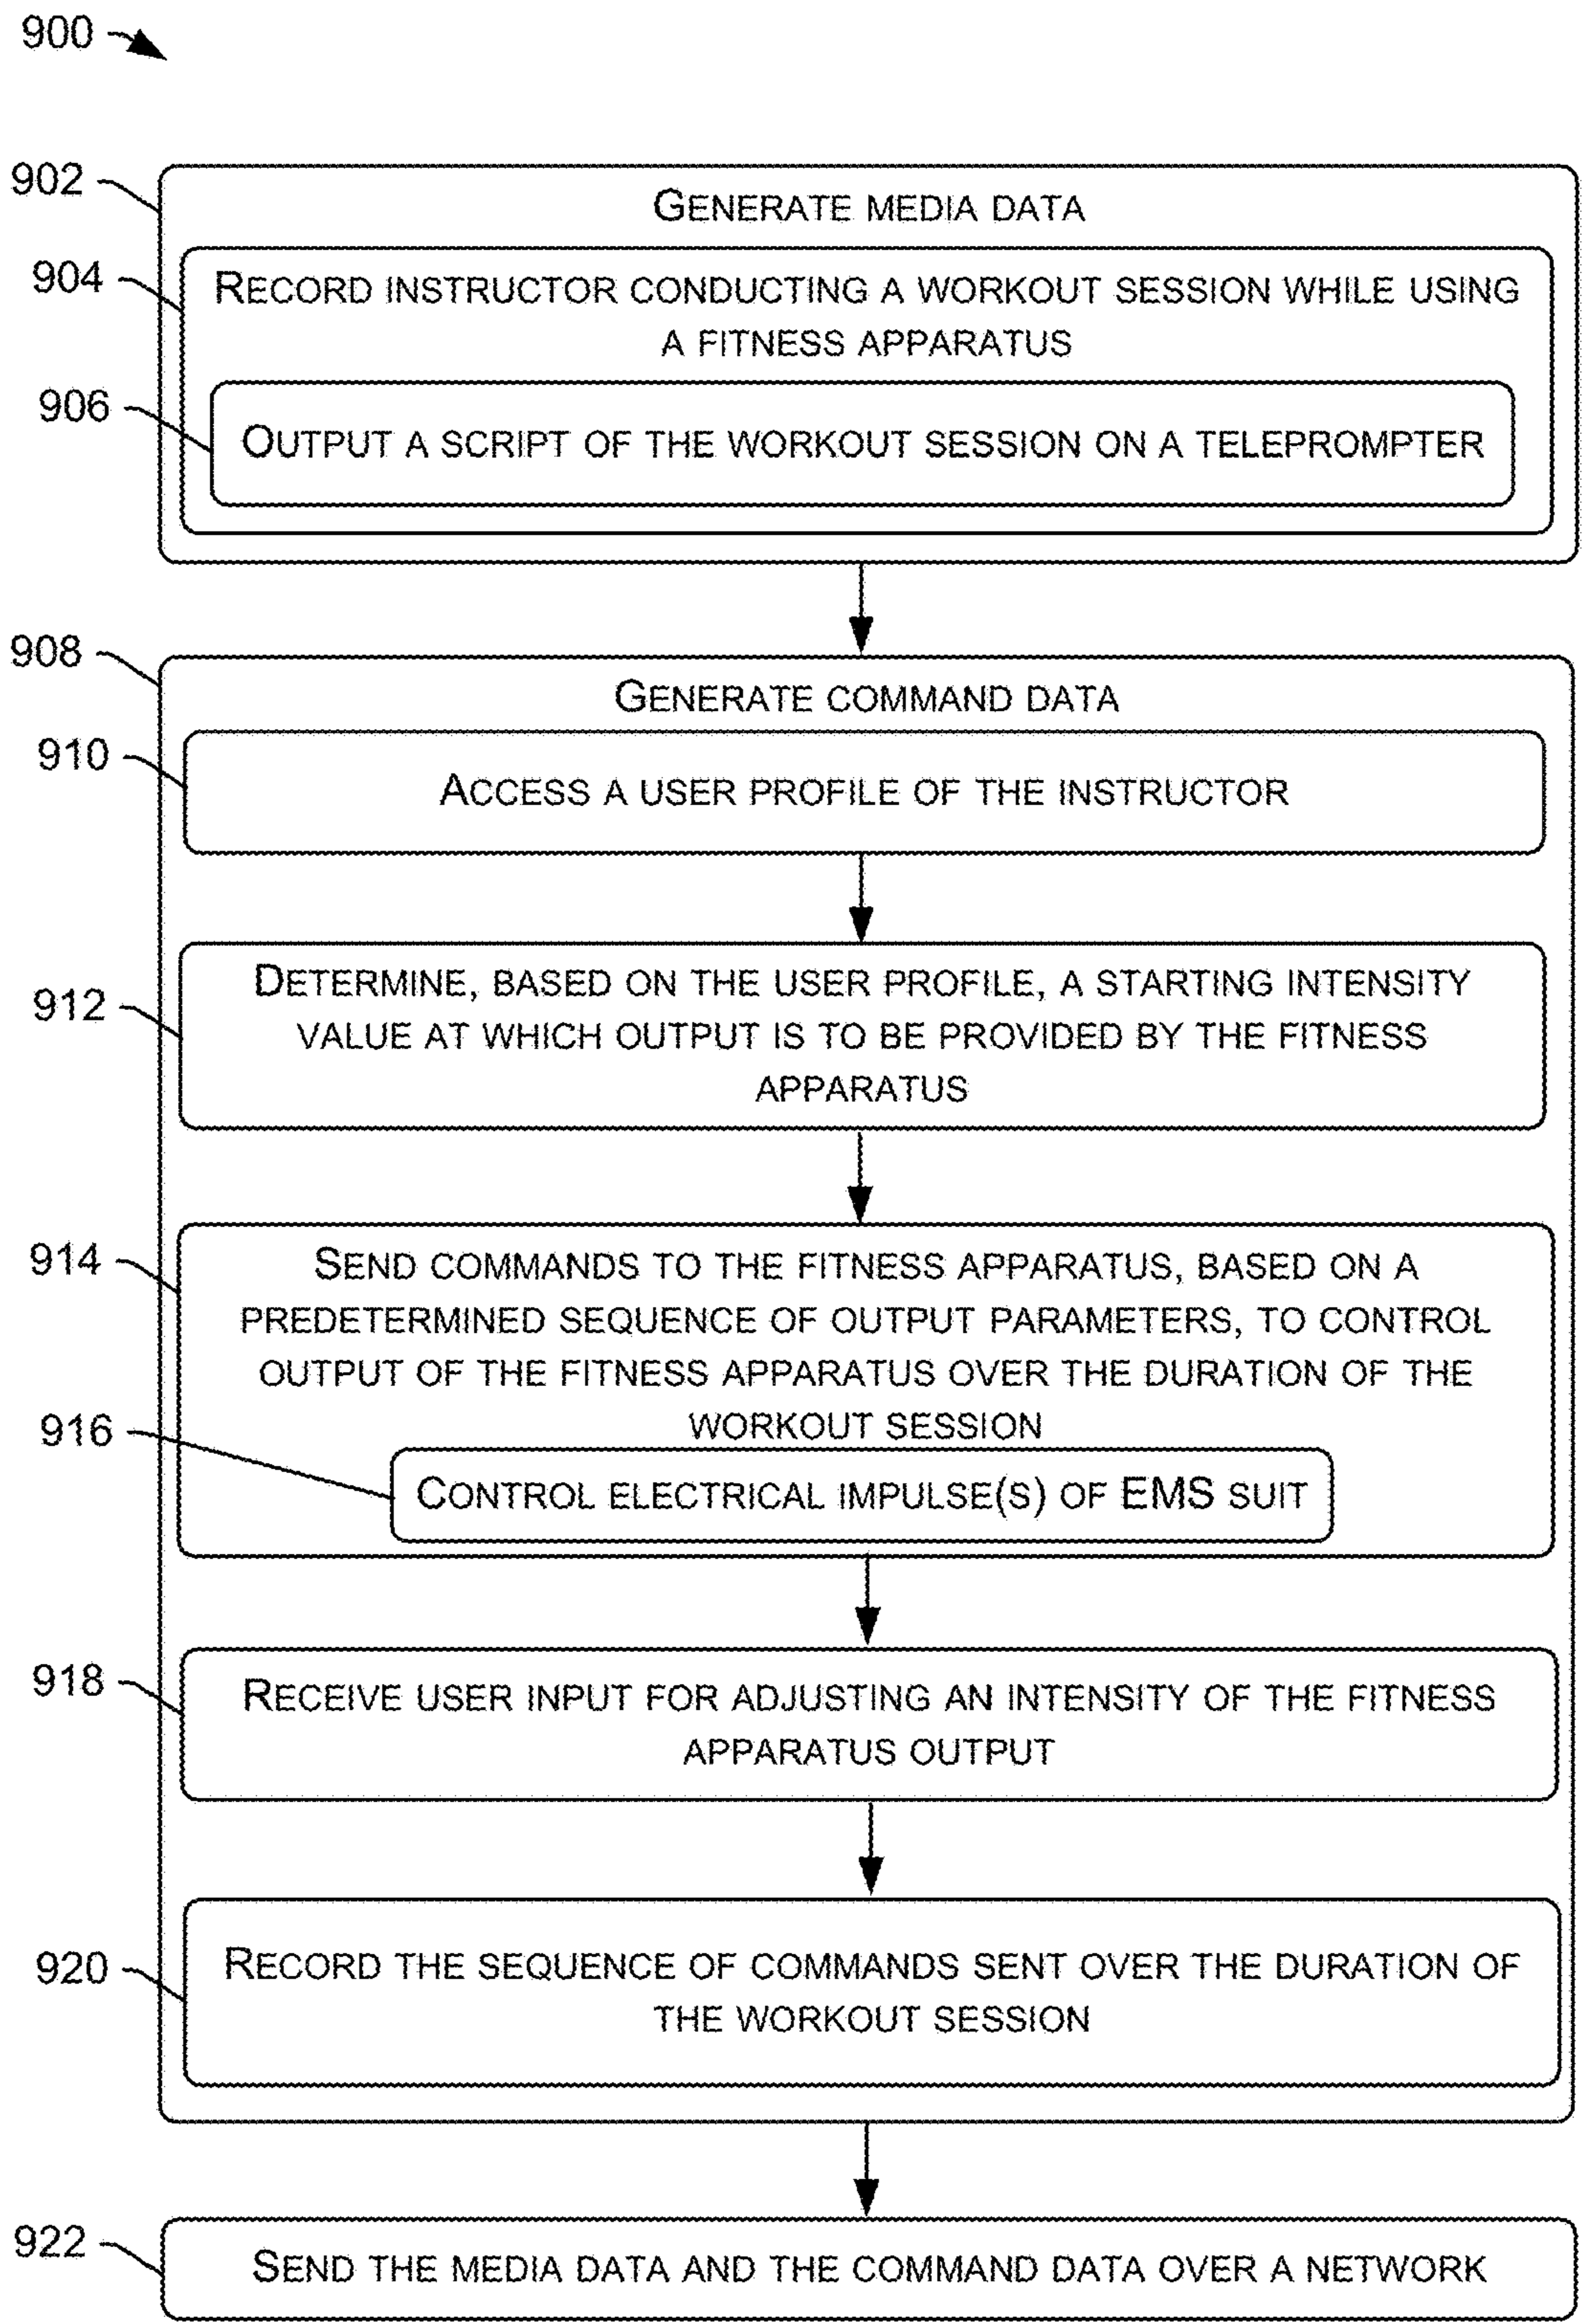 900
902
GENERATE MEDIA DATA
904
RECORD INSTRUCTOR CONDUCTING A WORKOUT SESSION WHILE USING
A FITNESS APPARATUS
906
OUTPUT A SCRIPT OF THE WORKOUT SESSION ON A TELEPROMPTER
908
GENERATE COMMAND DATA
910
ACCESS A USER PROFILE OF THE INSTRUCTOR
912
DETERMINE, BASED ON THE USER PROFILE, A STARTING INTENSITY
VALUE AT WHICH OUTPUT IS TO BE PROVIDED BY THE FITNESS
APPARATUS
914
SEND COMMANDS TO THE FITNESS APPARATUS, BASED ON A
PREDETERMINED SEQUENCE OF OUTPUT PARAMETERS, TO CONTROL
OUTPUT OF THE FITNESS APPARATUS OVER THE DURATION OF THE
WORKOUT SESSION
916
CONTROL ELECTRICAL IMPULSE(S) OF EMS SUIT
918
RECEIVE USER INPUT FOR ADJUSTING AN INTENSITY OF THE FITNESS
APPARATUS OUTPUT
920
RECORD THE SEQUENCE OF COMMANDS SENT OVER THE DURATION OF
THE WORKOUT SESSION
922
SEND THE MEDIA DATA AND THE COMMAND DATA OVER A NETWORK